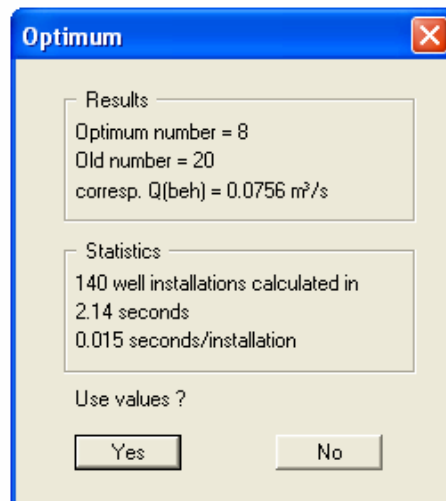 Optimum
Results
Optimum number = 8
Old number = 20
corresp. Q(beh) = 0.0756 m³/s
Statistics
140 well installations calculated in
2.14 seconds
0.015 seconds/installation
Use values ?
Yes
No